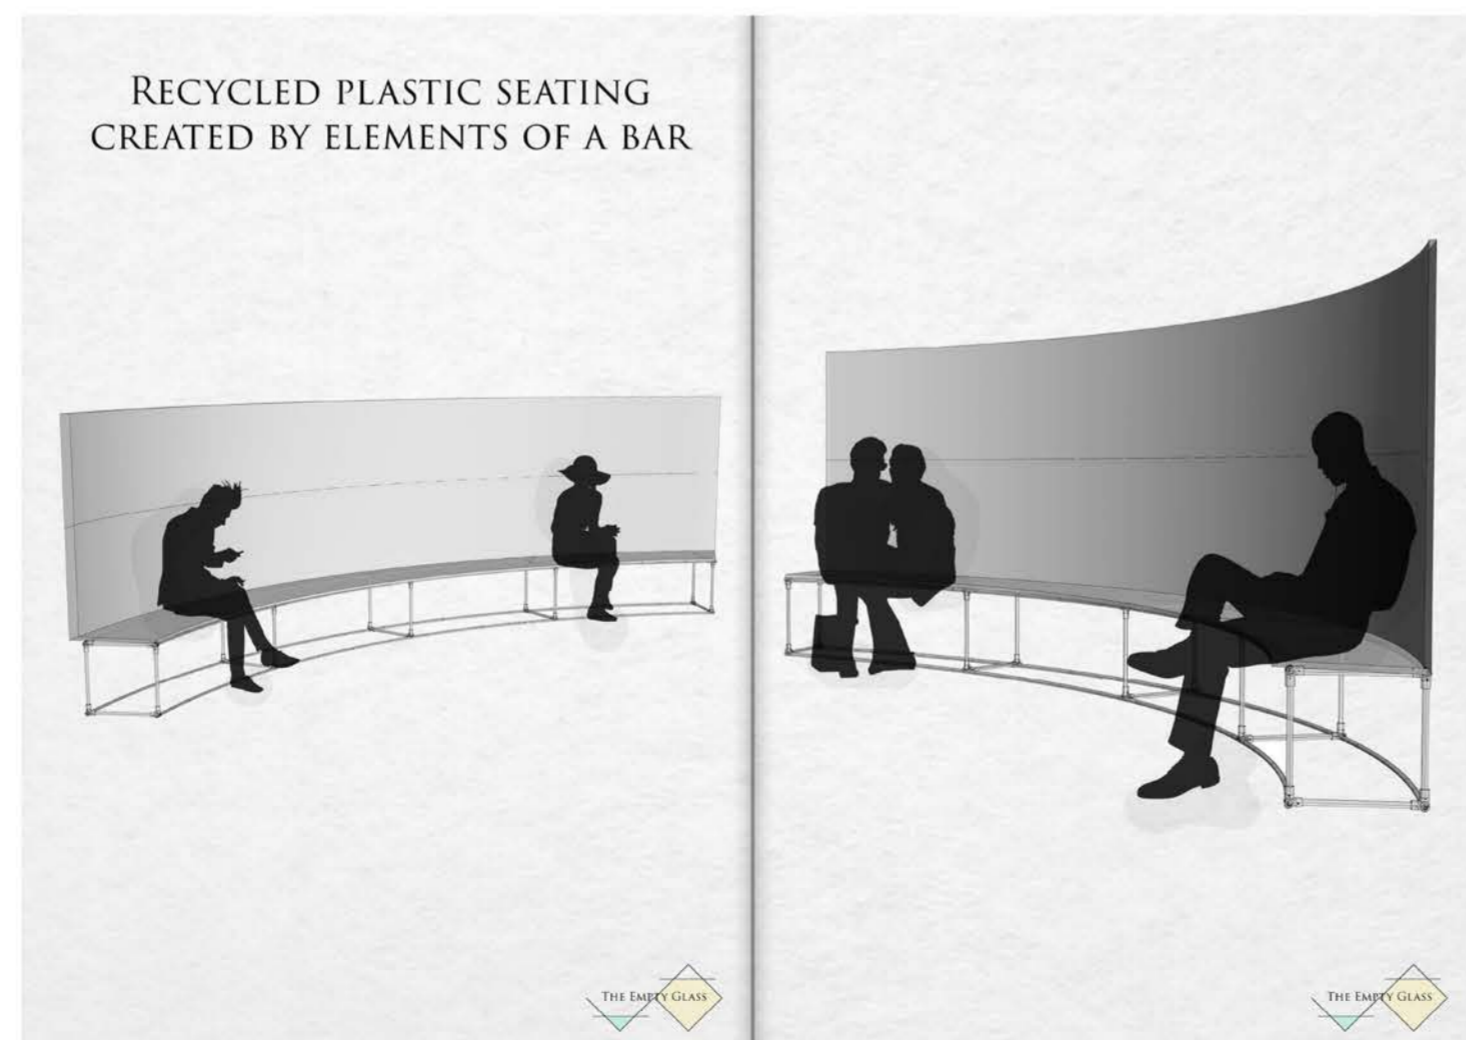 Recycled plastic seating
created by elements of a bar
The Empty Glass
The Empty Glass